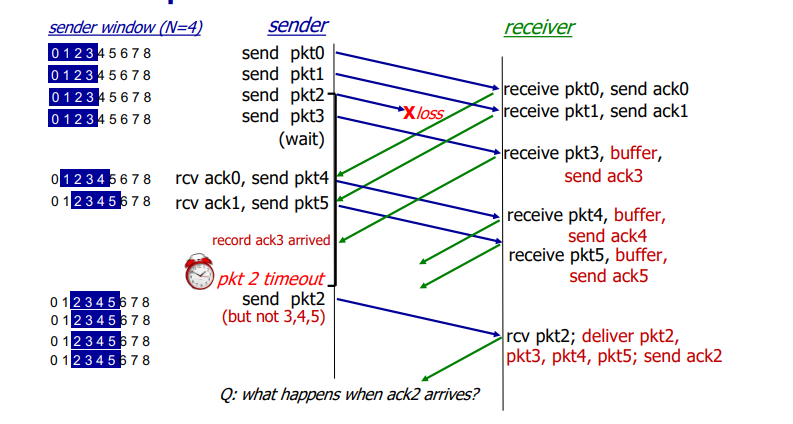 sender window (N=4) sender receiver
0 1 2 3 4 5 6 7 8 send pkt0
0 1 2 3 4 5 6 7 8 send pkt1
0 1 2 3 4 5 6 7 8 send pkt2
0 1 2 3 4 5 6 7 8 send pkt3
(wait)
X loss
receive pkt0, send ack0
receive pkt1, send ack1
receive pkt3, buffer,
send ack3
0 1 2 3 4 5 6 7 8 rcv ack0, send pkt4
0 1 2 3 4 5 6 7 8 rcv ack1, send pkt5
record ack3 arrived
receive pkt4, buffer,
send ack4
receive pkt5, buffer,
send ack5
pkt 2 timeout
0 1 2 3 4 5 6 7 8 send pkt2
0 1 2 3 4 5 6 7 8 (but not 3,4,5)
0 1 2 3 4 5 6 7 8
0 1 2 3 4 5 6 7 8
rcv pkt2; deliver pkt2,
pkt3, pkt4, pkt5; send ack2
Q: what happens when ack2 arrives?